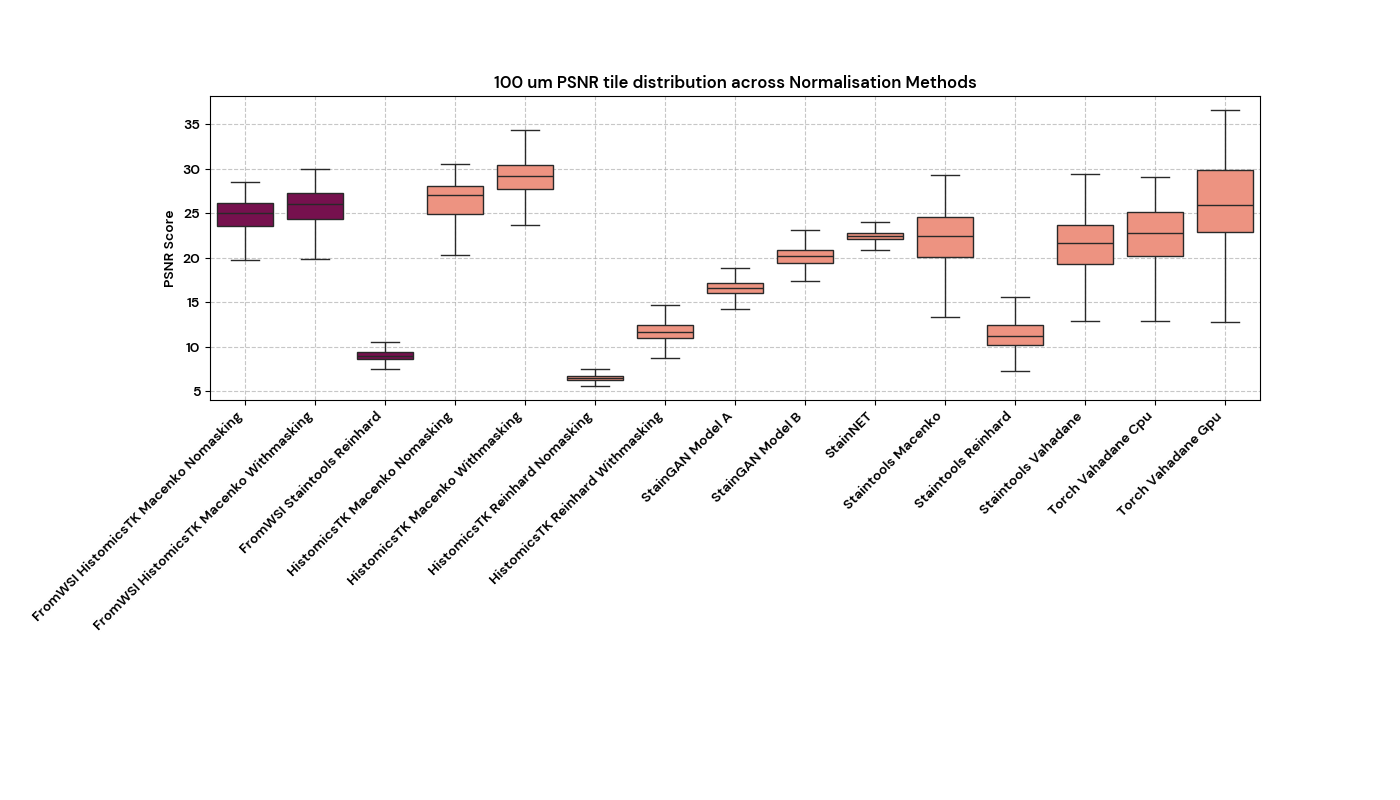 100 um PSNR tile distribution across Normalisation Methods
PSNR Score
35
30
25
20
15
10
5
FromWSI HistomicsTK Macenko Nomasking
FromWSI HistomicsTK Macenko Withmasking
FromWSI Staintools Reinhard
HistomicsTK Macenko Nomasking
HistomicsTK Macenko Withmasking
HistomicsTK Reinhard Nomasking
HistomicsTK Reinhard Withmasking
StainGAN Model A
StainGAN Model B
StainNET
Staintools Macenko
Staintools Reinhard
Staintools Vahadane
Torch Vahadane Cpu
Torch Vahadane Gpu